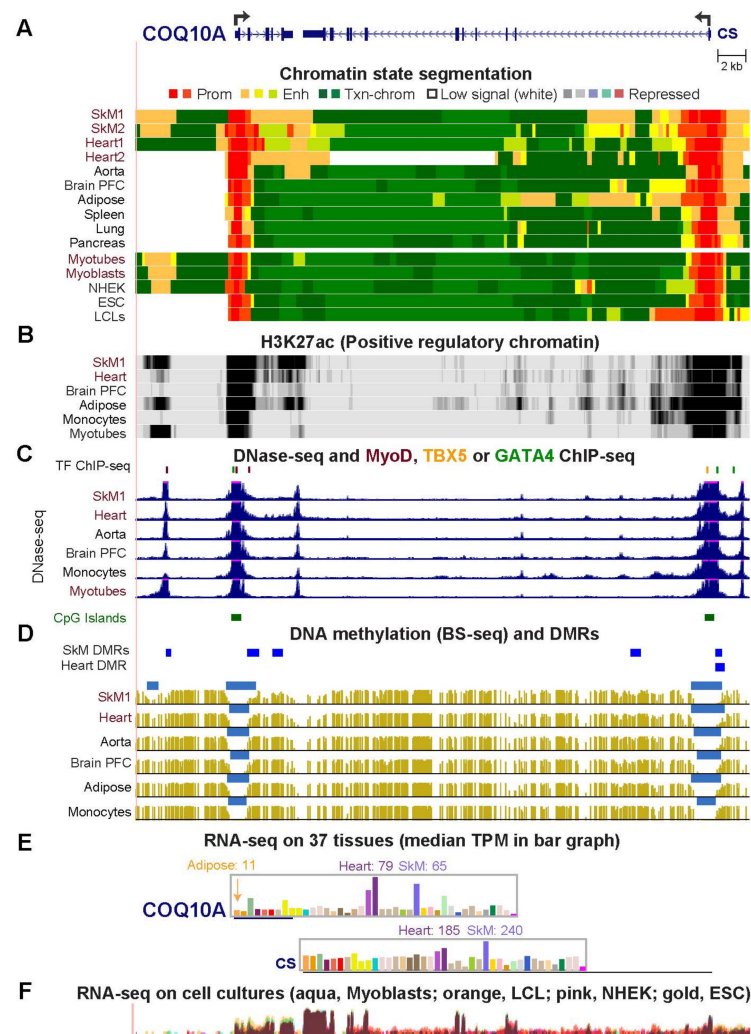 A
COQ10A
CS
2 kb
Chromatin state segmentation
Prom Enh Txn-chrom Low signal (white) Repressed
SkM1
SkM2
Heart1
Heart2
Aorta
Brain PFC
Adipose
Spleen
Lung
Pancreas
Myotubes
Myoblasts
NHEK
ESC
LCLs
B
H3K27ac (Positive regulatory chromatin)
SkM1
Heart
Brain PFC
Adipose
Monocytes
Myotubes
C
DNase-seq and MyoD, TBX5 or GATA4 ChIP-seq
TF ChIP-seq
DNase-seq
SkM1
Heart
Aorta
Brain PFC
Monocytes
Myotubes
CpG Islands
D
DNA methylation (BS-seq) and DMRs
SkM DMRs
Heart DMR
SkM1
Heart
Aorta
Brain PFC
Adipose
Monocytes
E
RNA-seq on 37 tissues (median TPM in bar graph)
Adipose: 11
Heart: 79 SkM: 65
COQ10A
Heart: 185 SkM: 240
CS
F
RNA-seq on cell cultures (aqua, Myoblasts; orange, LCL; pink, NHEK; gold, ESC)